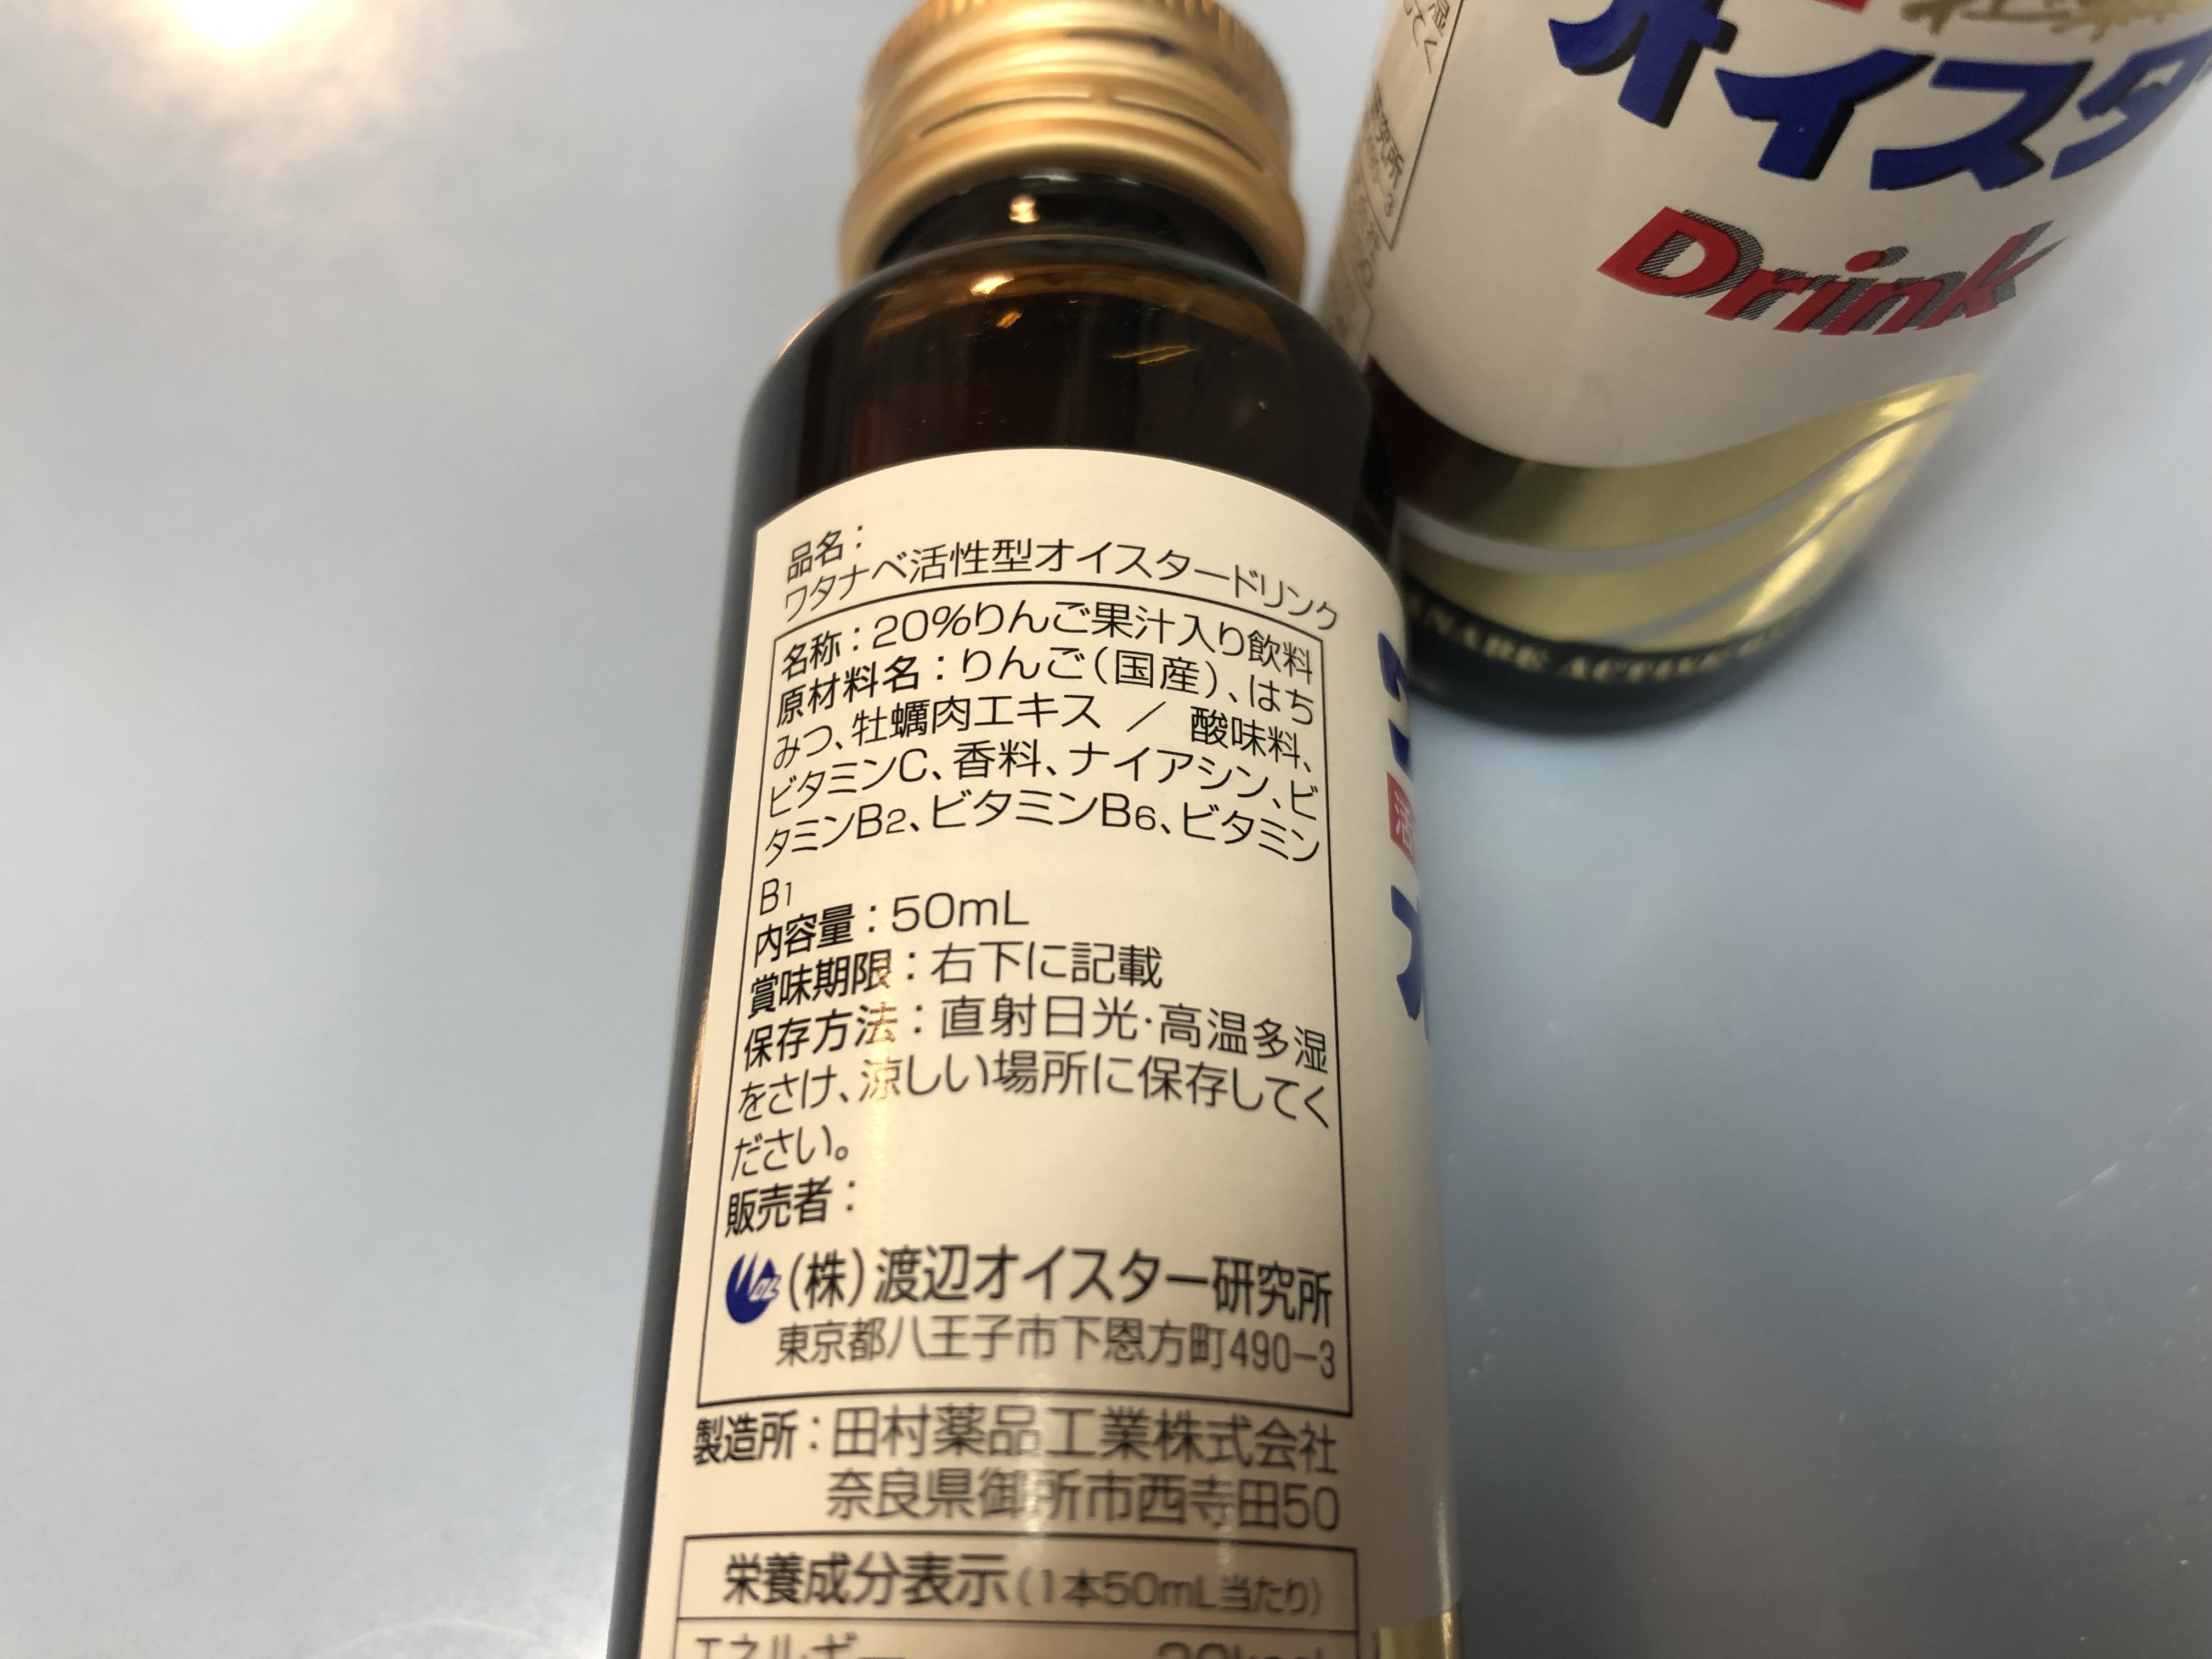 品名：
ワタナベ活性型オイスタードリンク
名称：20%りんご果汁入り飲料
原材料名：りんご（国産）、はち
みつ、牡蠣肉エキス ／ 酸味料、
ビタミンC、香料、ナイアシン、ビ
タミンB2、ビタミンB6、ビタミン
B1
内容量：50mL
賞味期限：右下に記載
保存方法：直射日光・高温多湿
をさけ、涼しい場所に保存してく
ださい。
販売者：
（株）渡辺オイスター研究所
東京都八王子市下恩方町490-3
製造所：田村薬品工業株式会社
奈良県御所市西寺田50
栄養成分表示（1本50mL当たり）
エネルギー
オイスタ
Drink